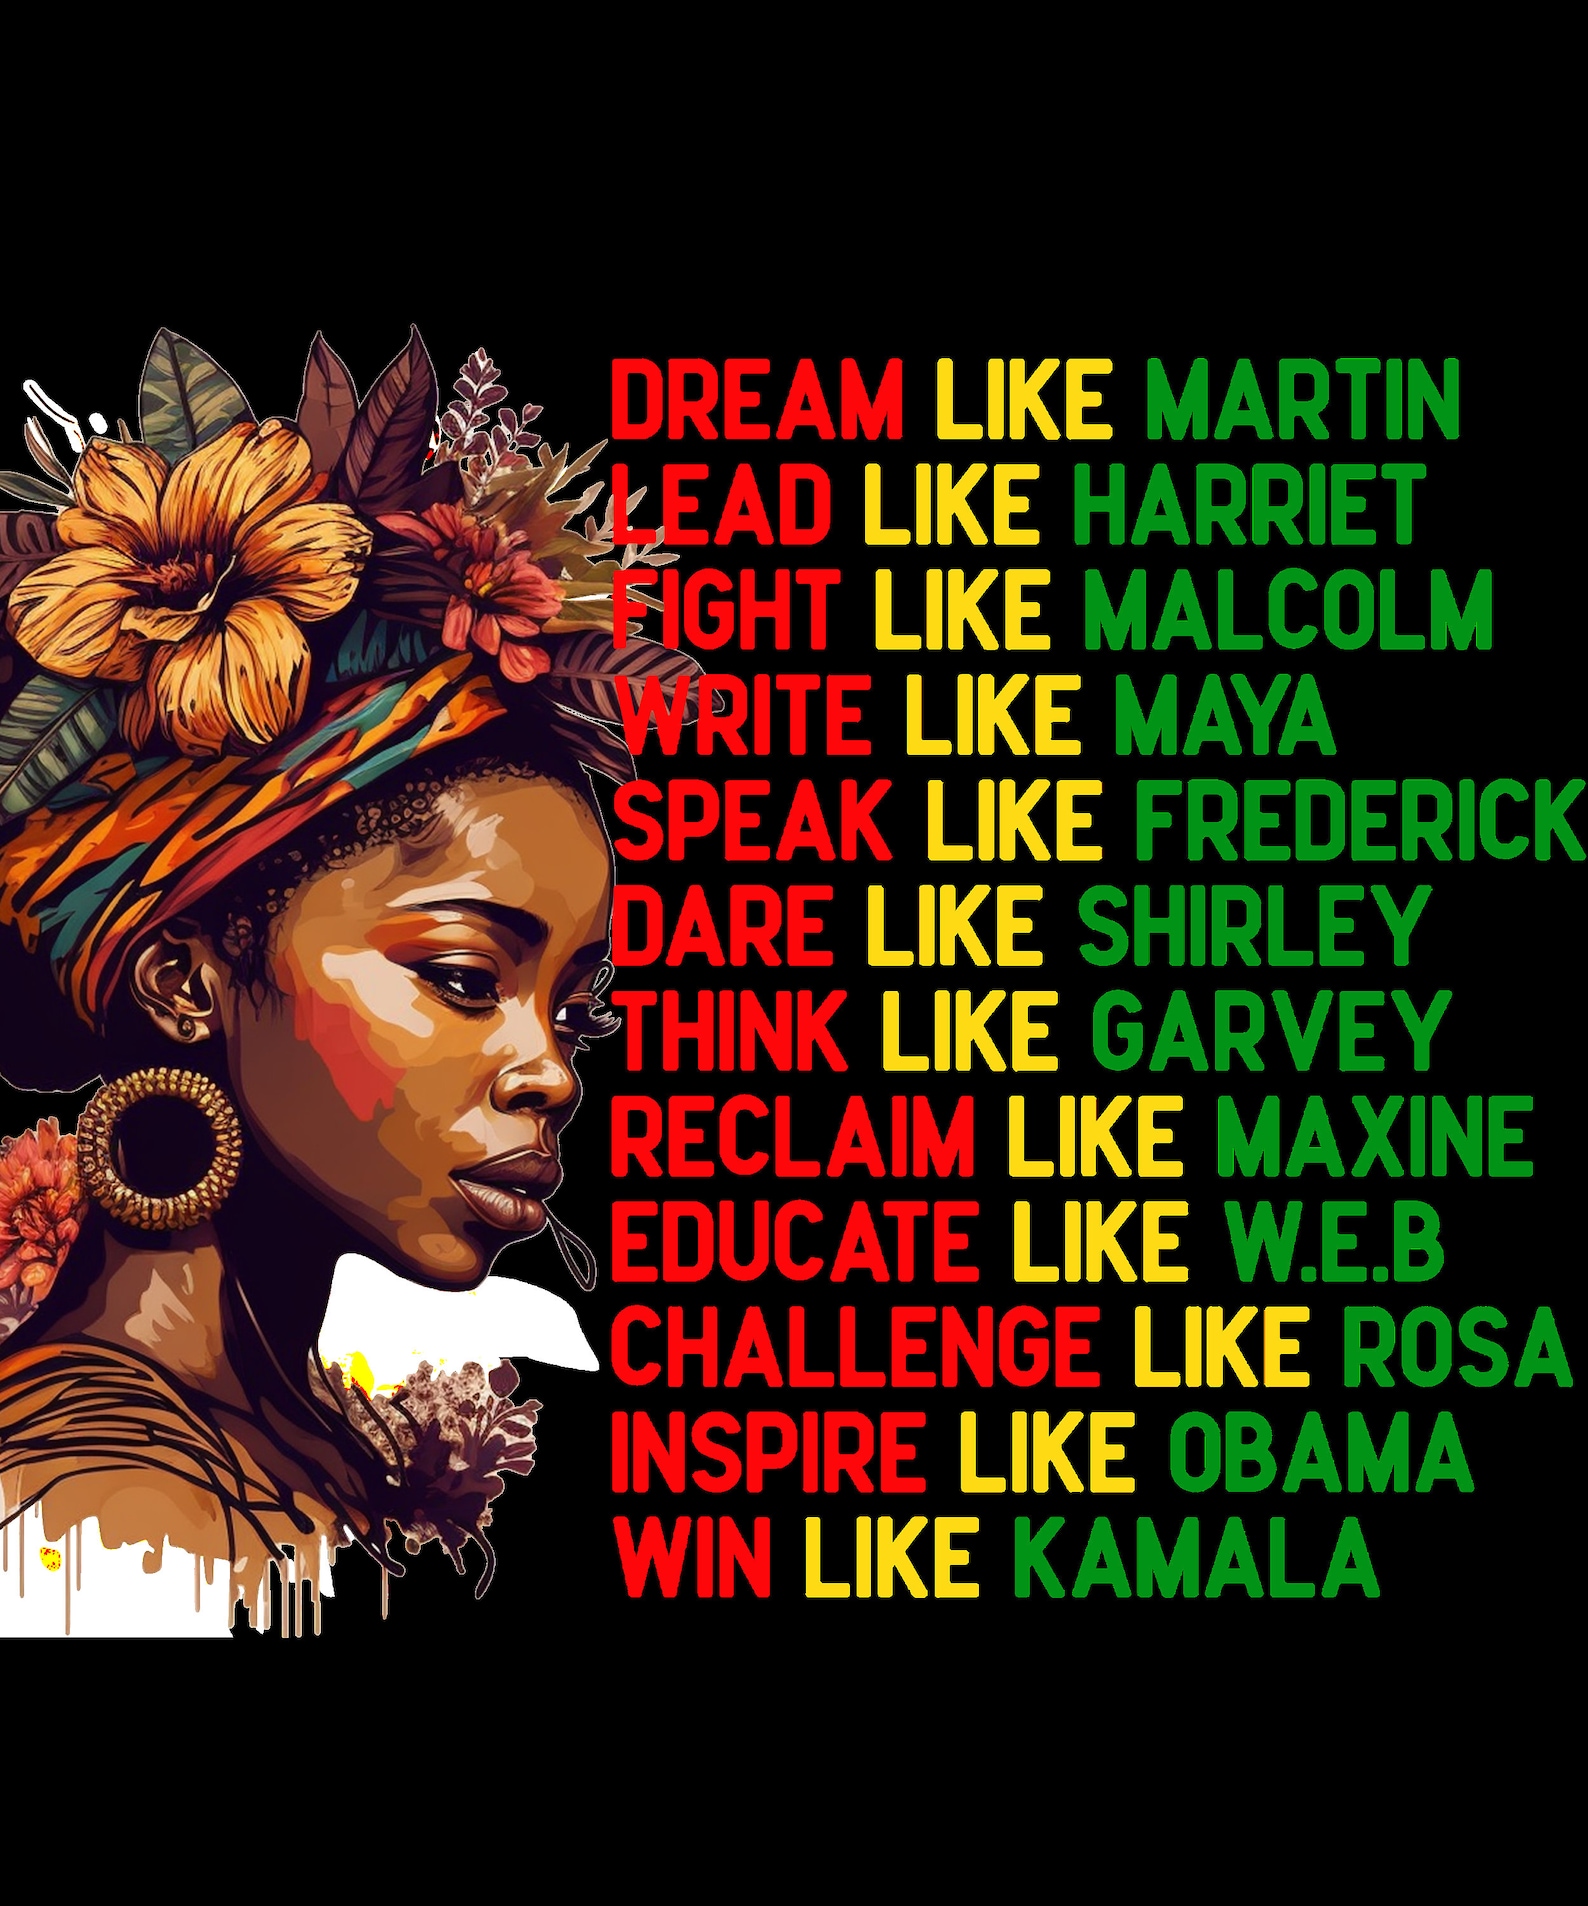 DREAM LIKE MARTIN
LEAD LIKE HARRIET
FIGHT LIKE MALCOLM
WRITE LIKE MAYA
SPEAK LIKE FREDERICK
DARE LIKE SHIRLEY
THINK LIKE GARVEY
RECLAIM LIKE MAXINE
EDUCATE LIKE W.E.B
CHALLENGE LIKE ROSA
INSPIRE LIKE OBAMA
WIN LIKE KAMALA